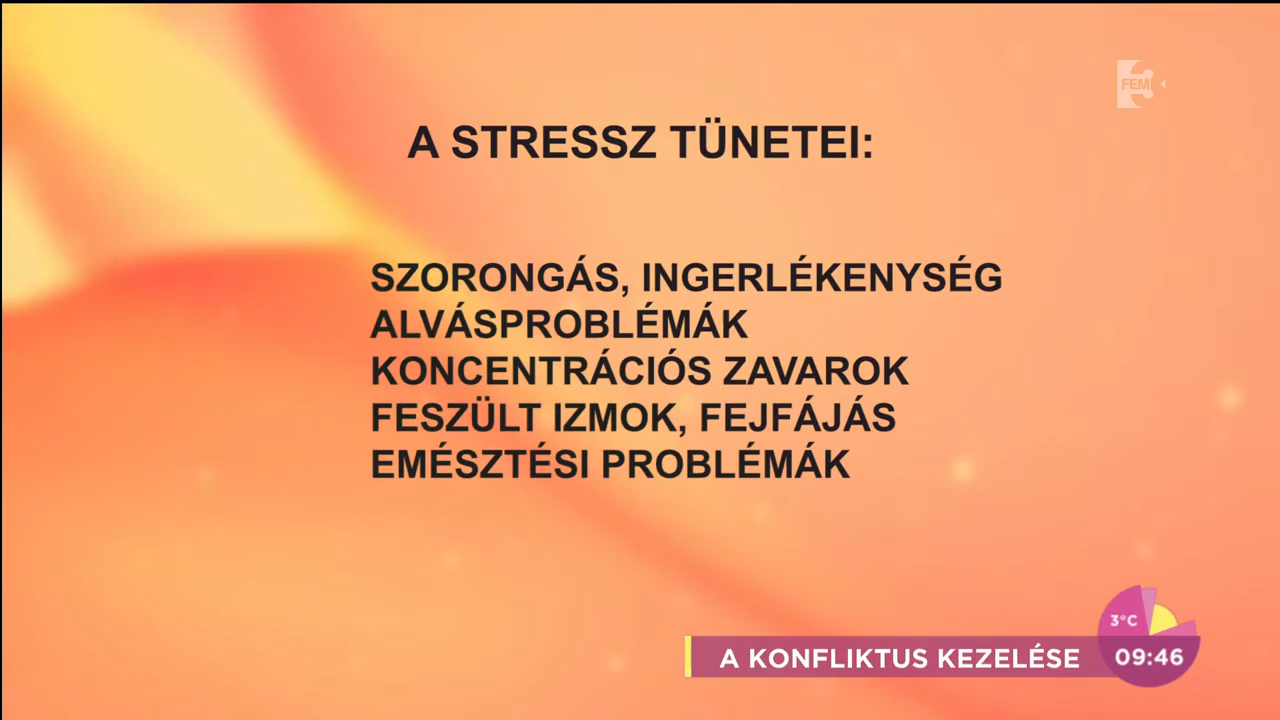 FEM3
A STRESSZ TÜNETEI:
SZORONGÁS, INGERLÉKENYSÉG
ALVÁSPROBLÉMÁK
KONCENTRÁCIÓS ZAVAROK
FESZÜLT IZMOK, FEJFÁJÁS
EMÉSZTÉSI PROBLÉMÁK
3°C
A KONFLIKTUS KEZELÉSE
09:46